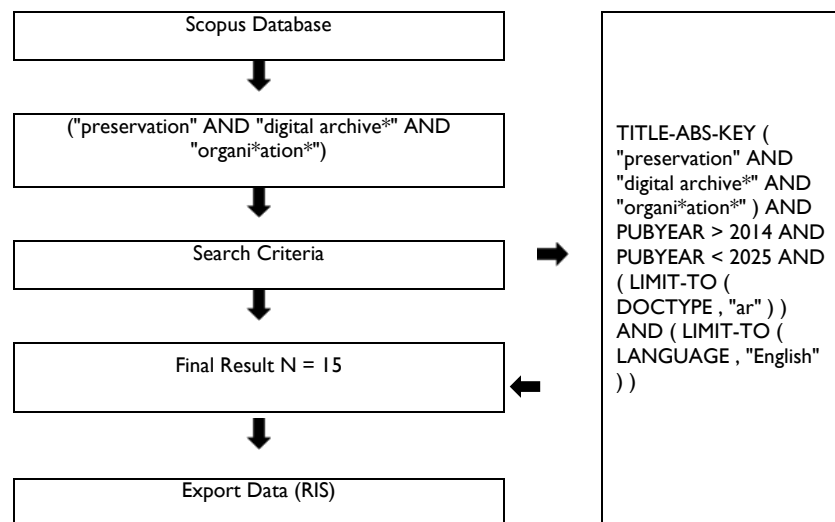 Scopus Database
("preservation" AND "digital archive*" AND
"organi*ation*")
Search Criteria
Final Result N = 15
Export Data (RIS)
TITLE-ABS-KEY (
"preservation" AND
"digital archive*" AND
"organi*ation*" ) AND
PUBYEAR > 2014 AND
PUBYEAR < 2025 AND
( LIMIT-TO (
DOCTYPE , "ar" ) )
AND ( LIMIT-TO (
LANGUAGE , "English"
) )